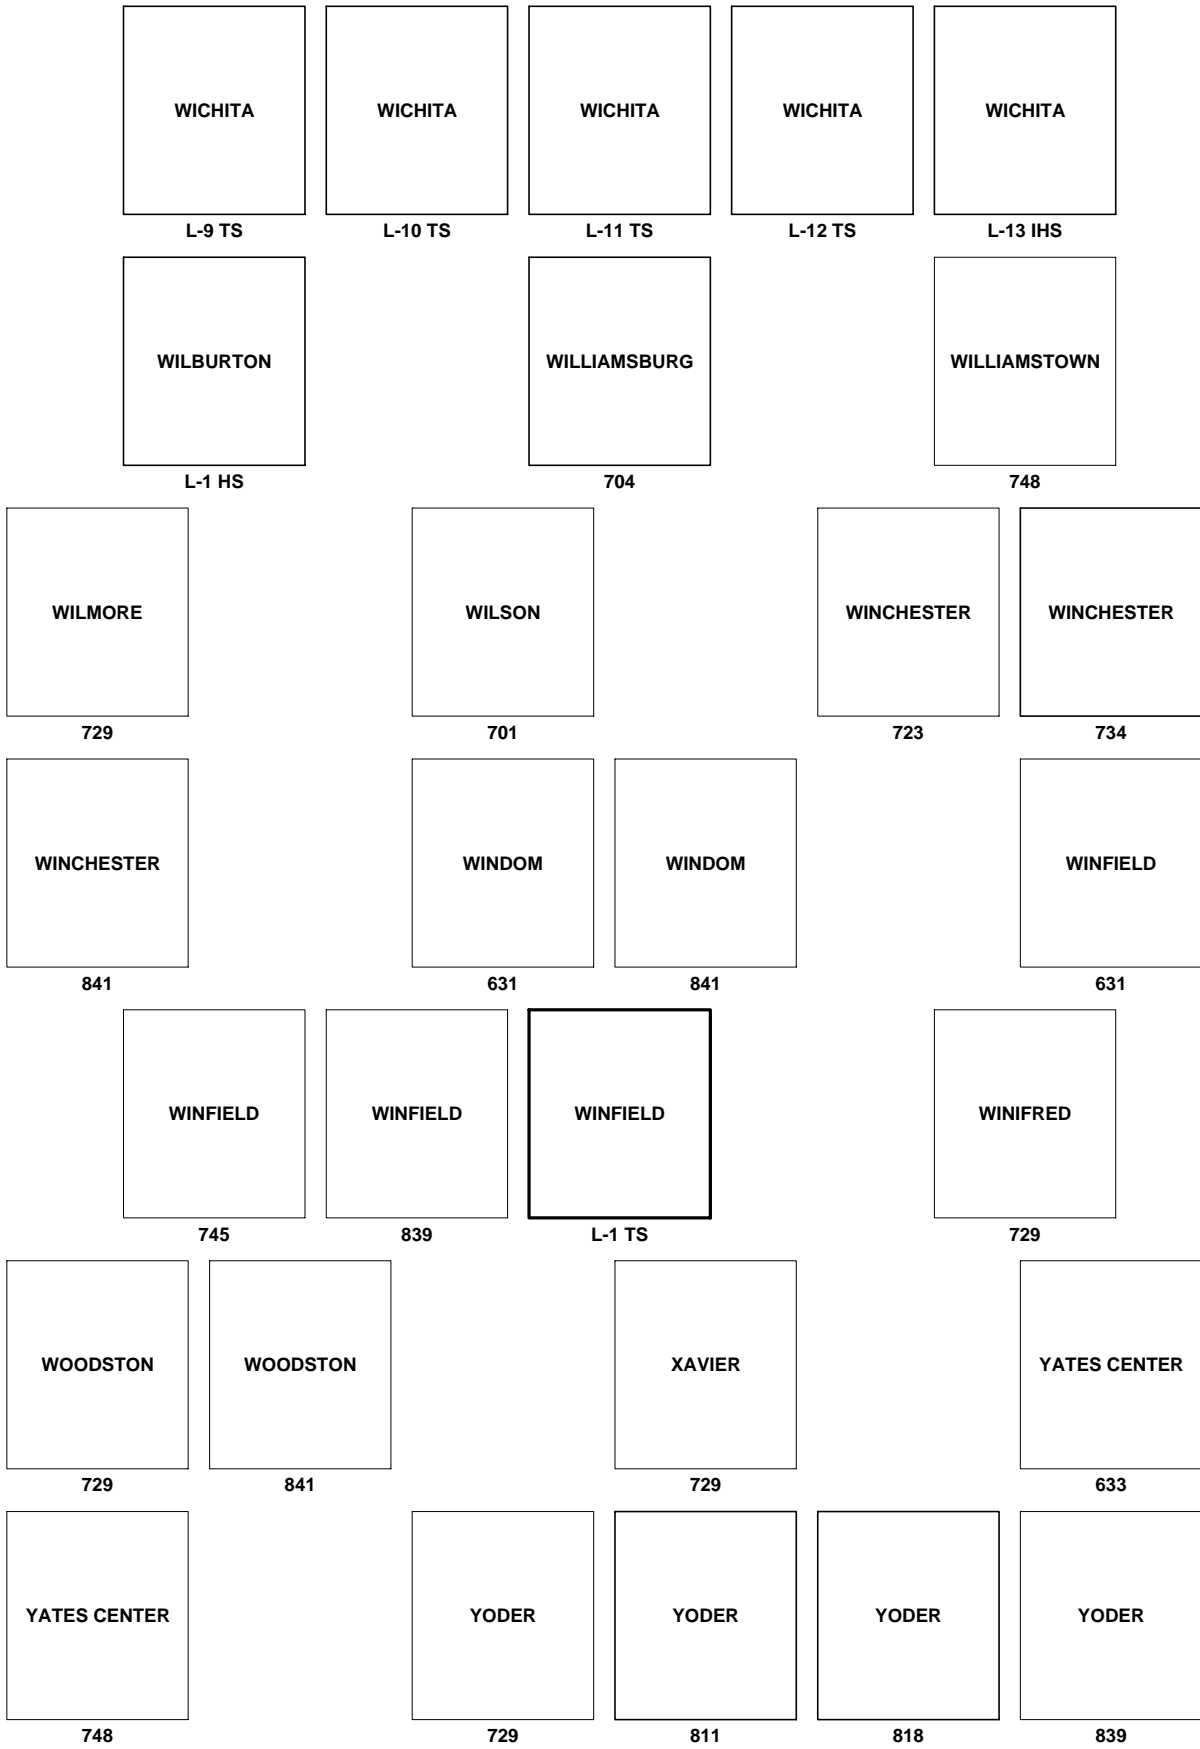 WICHITA WICHITA WICHITA WICHITA WICHITA
L-9 TS L-10 TS L-11 TS L-12 TS L-13 IHS
WILBURTON WILLIAMSBURG WILLIAMSTOWN
L-1 HS 704 748
WILMORE WILSON WINCHESTER WINCHESTER
729 701 723 734
WINCHESTER WINDOM WINDOM WINFIELD
841 631 841 631
WINFIELD WINFIELD WINFIELD WINIFRED
745 839 L-1 TS 729
WOODSTON WOODSTON XAVIER YATES CENTER
729 841 729 633
YATES CENTER YODER YODER YODER YODER
748 729 811 818 839